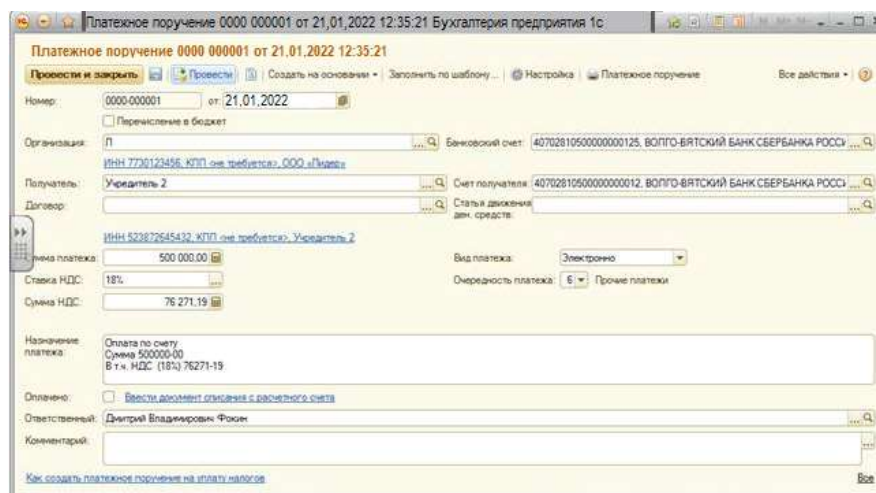 Платежное поручение 0000 000001 от 21,01,2022 12:35:21 Бухгалтерия предприятия 1с
Платежное поручение 0000 000001 от 21,01,2022 12:35:21
Провести и закрыть Провести Создать на основании Заполнить по шаблону... Настройка Платежное поручение Все действия
Номер: 0000-000001 от: 21,01,2022
Перечисление в бюджет
Организация: П Банковский счет: 40702810500000000125, ВОЛГО-ВЯТСКИЙ БАНК СБЕРБАНКА РОССИ
ИНН 7730123456, КПП <не требуется>, ООО «Лидер»
Получатель: Учредитель 2 Счет получателя: 40702810500000000012, ВОЛГО-ВЯТСКИЙ БАНК СБЕРБАНКА РОССИ
Договор: Статья движения
ден. средств:
ИНН 523872645432, КПП <не требуется>, Учредитель 2
умма платежа: 500 000,00 Вид платежа: Электронно
Ставка НДС: 18% Очередность платежа: 6 Прочие платежи
Сумма НДС: 76 271,19
Назначение
платежа:
Оплата по счету
Сумма 500000-00
В т.ч. НДС (18%) 76271-19
Оплачено: Ввести документ списания с расчетного счета
Ответственный: Дмитрий Владимирович Фокин
Комментарий:
Как создать платежное поручение на уплату налогов Все